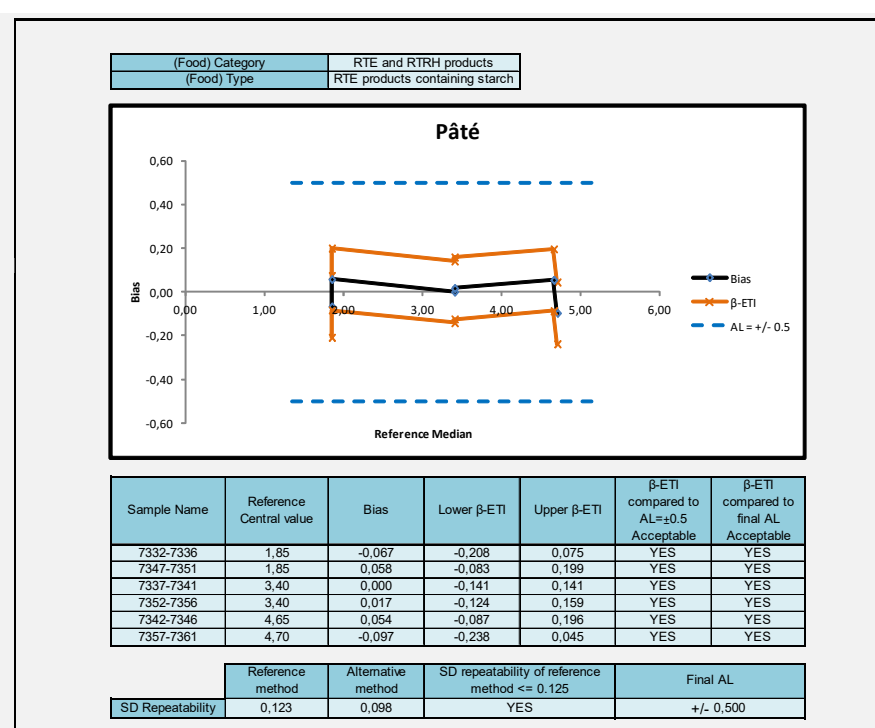 (Food) Category RTE and RTRH products
(Food) Type RTE products containing starch
Pâté
0,60
0,40
0,20
0,00
-0,20
-0,40
-0,60
0,00 1,00 2,00 3,00 4,00 5,00 6,00
Bias
Reference Median
Bias
β-ETI
AL = +/- 0.5
Sample Name Reference Central value Bias Lower β-ETI Upper β-ETI β-ETI compared to AL=±0.5 Acceptable β-ETI compared to final AL Acceptable
7332-7336 1,85 -0,067 -0,208 0,075 YES YES
7347-7351 1,85 0,058 -0,083 0,199 YES YES
7337-7341 3,40 0,000 -0,141 0,141 YES YES
7352-7356 3,40 0,017 -0,124 0,159 YES YES
7342-7346 4,65 0,054 -0,087 0,196 YES YES
7357-7361 4,70 -0,097 -0,238 0,045 YES YES
Reference method Alternative method SD repeatability of reference method <= 0.125 Final AL
SD Repeatability 0,123 0,098 YES +/- 0,500